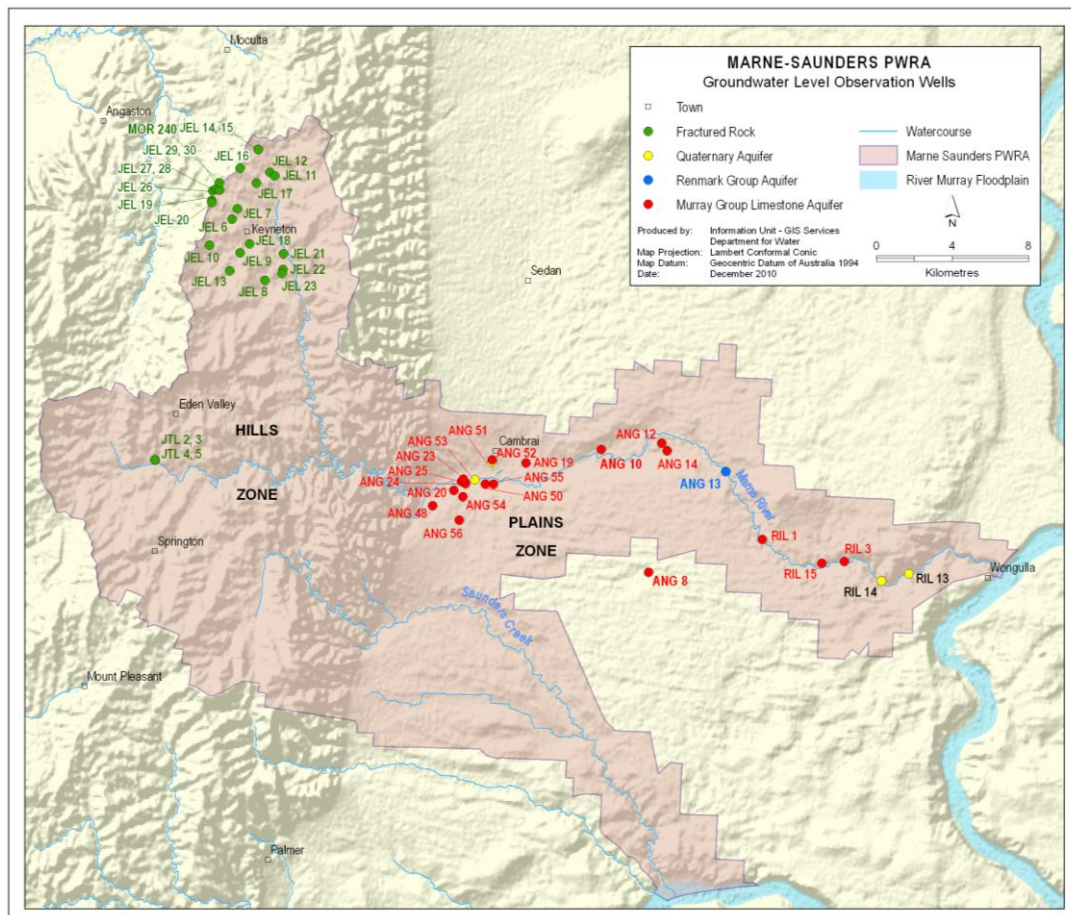 MARNE-SAUNDERS PWRA
Groundwater Level Observation Wells
Town
Fractured Rock
Quaternary Aquifer
Renmark Group Aquifer
Murray Group Limestone Aquifer
Watercourse
Marne Saunders PWRA
River Murray Floodplain
Produced by: Information Unit - GIS Services
Department for Water
Map Projection: Lambert Conformal Conic
Map Datum: Geocentric Datum of Australia 1994
Date: December 2010
N
0 4 8
Kilometres
Moculta
Angaston
MOR 240
JEL 14, 15
JEL 29, 30
JEL 16
JEL 12
JEL 27, 28
JEL 11
JEL 26
JEL 17
JEL 19
JEL 7
JEL 20
JEL 6
Keyneton
JEL 18
JEL 10
JEL 9
JEL 21
JEL 13
JEL 22
JEL 8
JEL 23
Sedan
Eden Valley
HILLS
ZONE
JTL 2, 3
JTL 4, 5
ANG 51
Cambrai
ANG 53
ANG 52
ANG 12
ANG 23
ANG 19
ANG 10
ANG 14
ANG 25
ANG 55
ANG 24
ANG 13
Marne River
ANG 20
ANG 50
ANG 48
ANG 54
PLAINS
ZONE
ANG 56
RIL 1
Springton
RIL 15
RIL 3
ANG 8
RIL 14
RIL 13
Wongulla
Saunders Creek
Mount Pleasant
Palmer